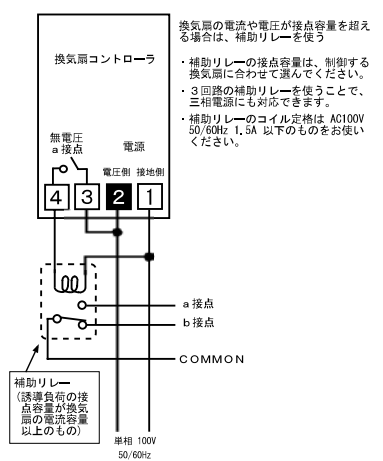 換気扇の電流や電圧が接点容量を超え
る場合は、補助リレーを使う
・補助リレーの接点容量は、制御する
換気扇に合わせて選んでください。
・３回路の補助リレーを使うことで、
三相電源にも対応できます。
・補助リレーのコイル定格は AC100V
50/60Hz 1.5A 以下のものをお使い
ください。
換気扇コントローラ
無電圧
a接点
電源
電圧側 接地側
4 3 2 1
a接点
b接点
COMMON
補助リレー
(誘導負荷の接
点容量が換気
扇の電流容量
以上のもの)
単相 100V
50/60Hz